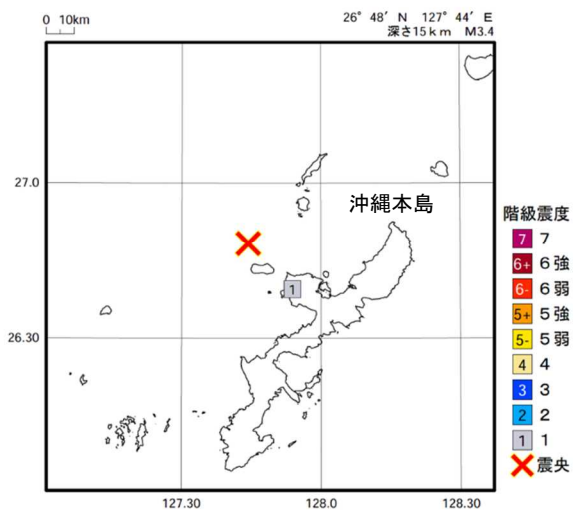 0 10km
26° 48′ N 127° 44′ E
深さ15km M3.4
27.0
沖縄本島
1
26.30
127.30 128.0 128.30
階級震度
7 7
6+ 6強
6- 6弱
5+ 5強
5- 5弱
4 4
3 3
2 2
1 1
震央